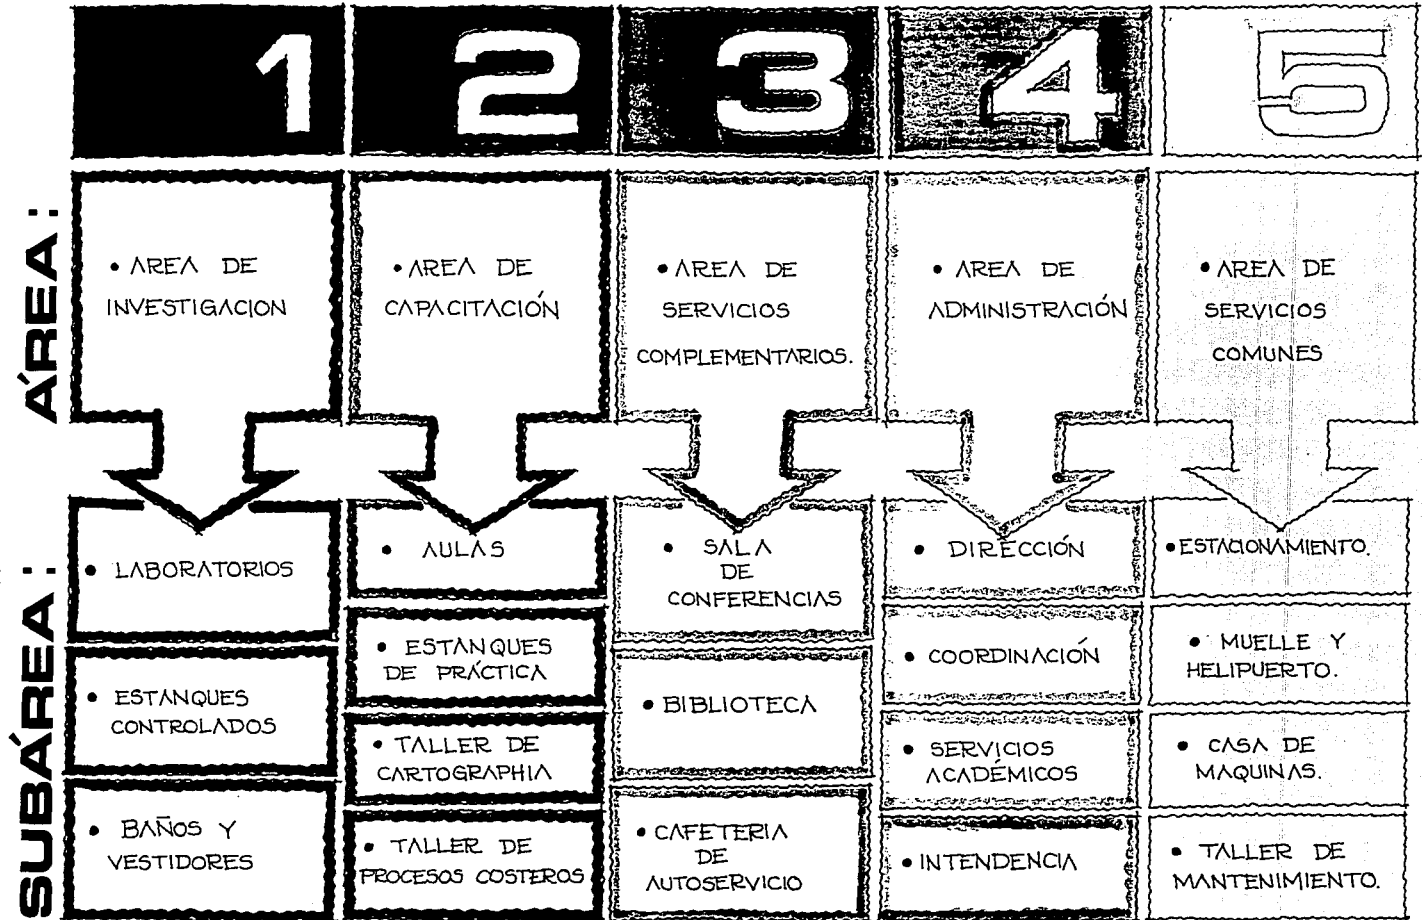 1
2
3
4
5
ÁREA:
• AREA DE
INVESTIGACION
• AREA DE
CAPACITACIÓN
• AREA DE
SERVICIOS
COMPLEMENTARIOS.
• AREA DE
ADMINISTRACIÓN
• AREA DE
SERVICIOS
COMUNES
SUBÁREA:
• LABORATORIOS
• ESTANQUES
CONTROLADOS
• BAÑOS Y
VESTIDORES
• AULAS
• ESTANQUES
DE PRÁCTICA
• TALLER DE
CARTOGRAPHIA
• TALLER DE
PROCESOS COSTEROS
• SALA
DE
CONFERENCIAS
• BIBLIOTECA
• CAFETERIA
DE
AUTOSERVICIO
• DIRECCIÓN
• COORDINACIÓN
• SERVICIOS
ACADÉMICOS
• INTENDENCIA
• ESTACIONAMIENTO.
• MUELLE Y
HELIPUERTO.
• CASA DE
MAQUINAS.
• TALLER DE
MANTENIMIENTO.